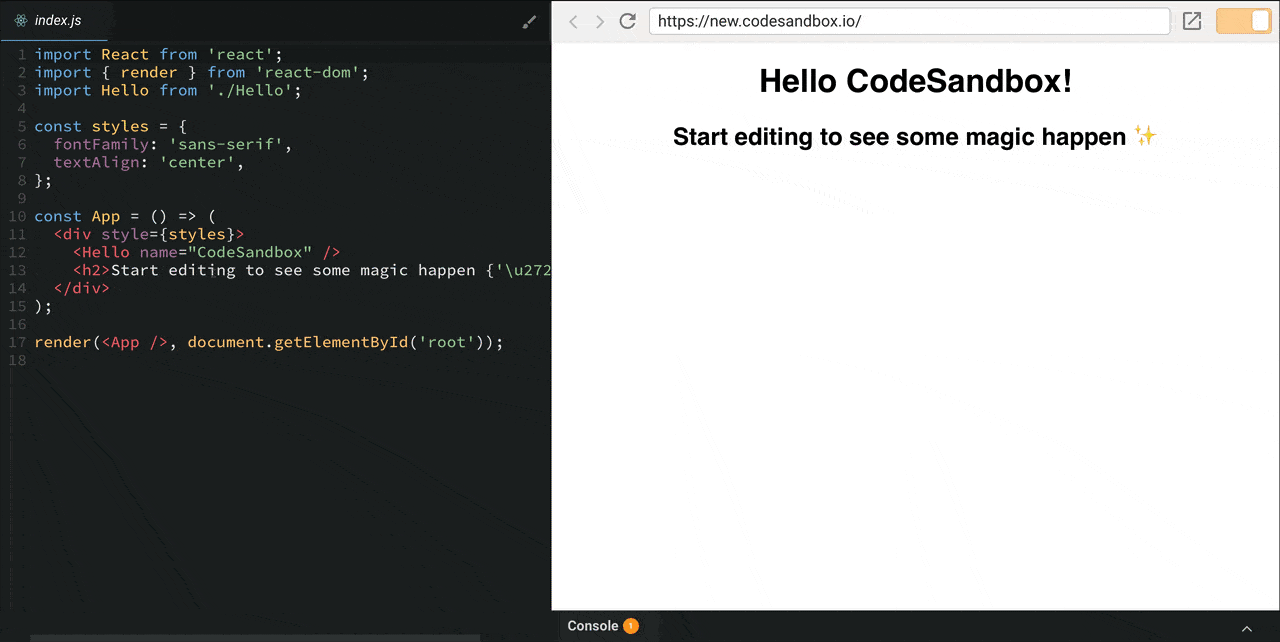 index.js
1 import React from 'react';
2 import { render } from 'react-dom';
3 import Hello from './Hello';
4
5 const styles = {
6   fontFamily: 'sans-serif',
7   textAlign: 'center',
8 };
9
10 const App = () => (
11   <div style={styles}>
12     <Hello name="CodeSandbox" />
13     <h2>Start editing to see some magic happen {'\u272
14   </div>
15 );
16
17 render(<App />, document.getElementById('root'));
18
https://new.codesandbox.io/
Hello CodeSandbox!
Start editing to see some magic happen ✨
Console 1